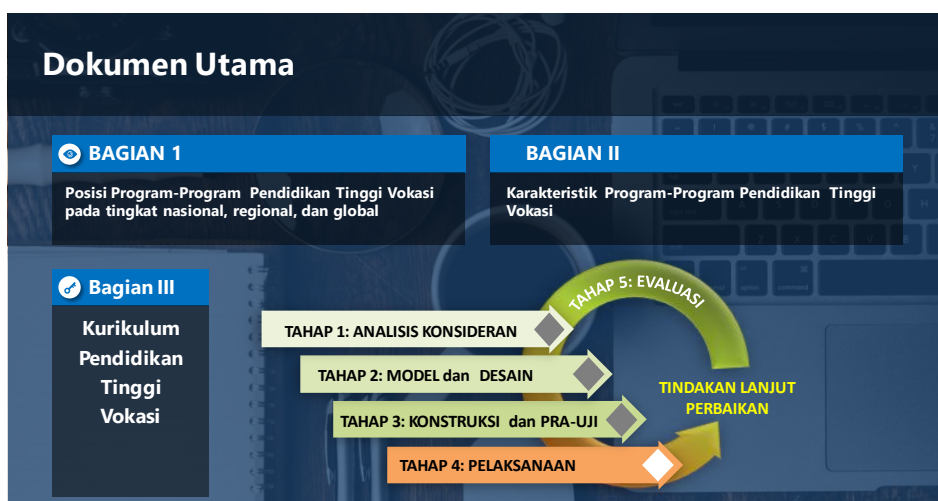 Dokumen Utama
BAGIAN 1
Posisi Program-Program Pendidikan Tinggi Vokasi
pada tingkat nasional, regional, dan global
BAGIAN II
Karakteristik Program-Program Pendidikan Tinggi
Vokasi
Bagian III
Kurikulum
Pendidikan
Tinggi
Vokasi
TAHAP 5: EVALUASI
TAHAP 1: ANALISIS KONSIDERAN
TAHAP 2: MODEL dan DESAIN
TAHAP 3: KONSTRUKSI dan PRA-UJI
TAHAP 4: PELAKSANAAN
TINDAKAN LANJUT
PERBAIKAN